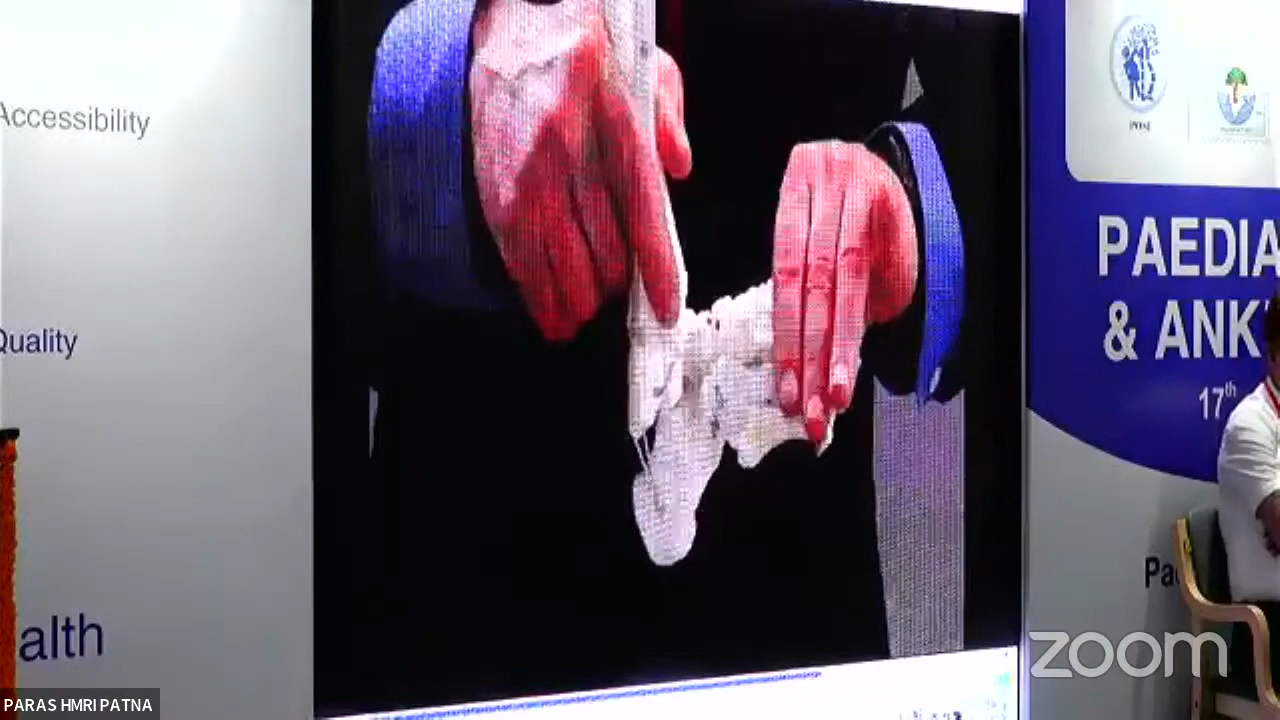 Accessibility
Quality
alth
PARAS HMRI PATNA
PAEDIA
& ANK
17th
Pa
zoom